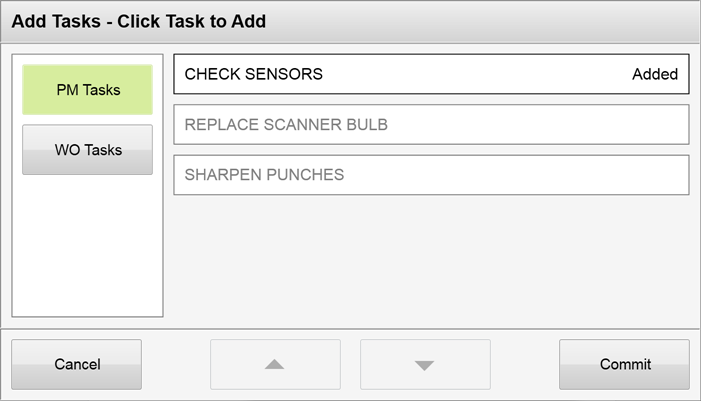 Add Tasks - Click Task to Add
PM Tasks
WO Tasks
CHECK SENSORS Added
REPLACE SCANNER BULB
SHARPEN PUNCHES
Cancel
Commit